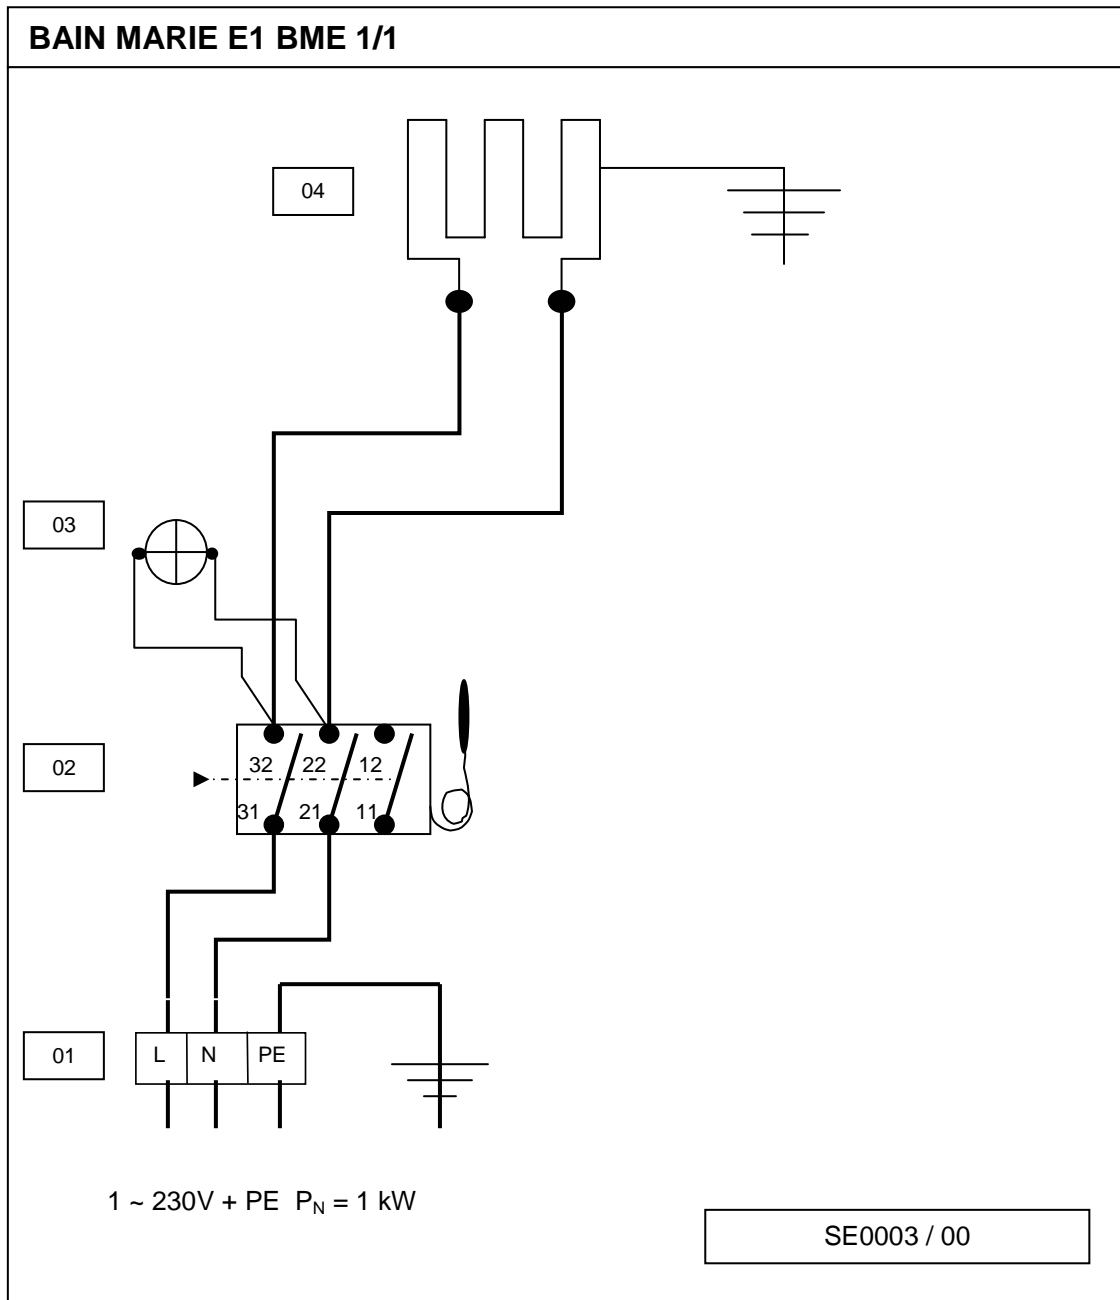 BAIN MARIE E1 BME 1/1
04
03
02
32 22 12
31 21 11
01
L N PE
1 ~ 230V + PE P_N = 1 kW
SE0003 / 00